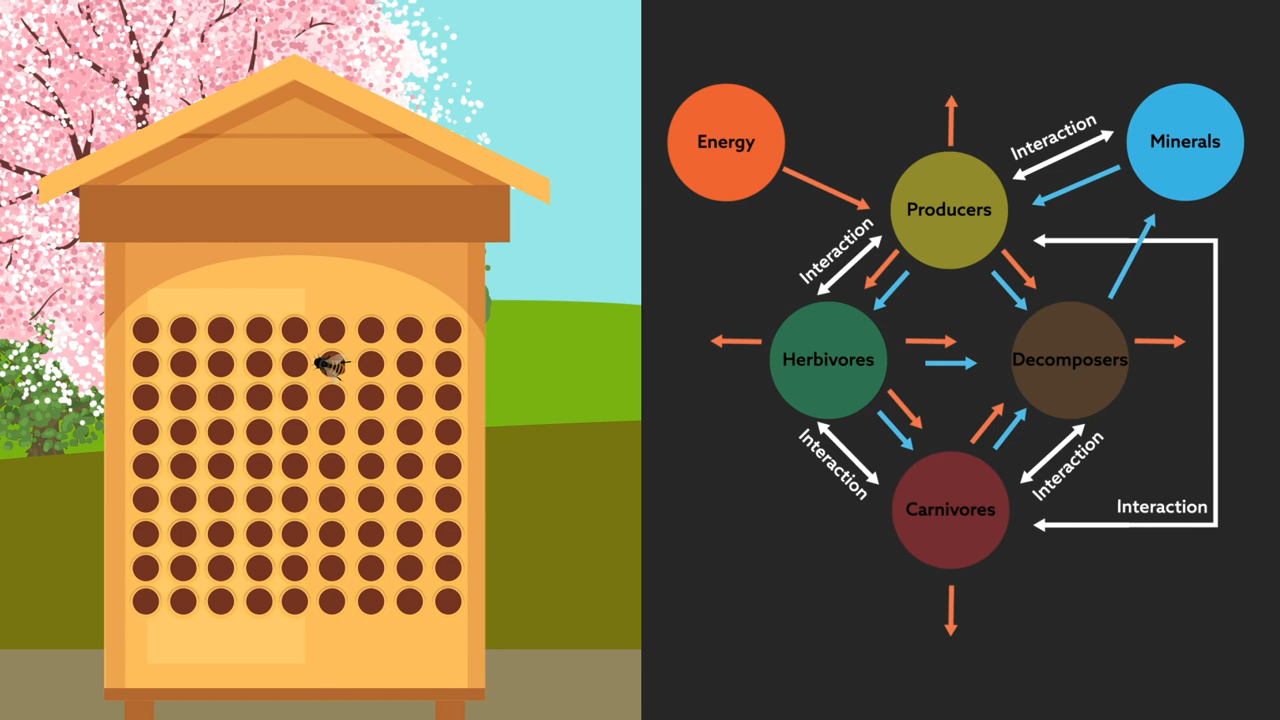 Energy
Interaction
Minerals
Producers
Interaction
Herbivores
Decomposers
Interaction
Interaction
Carnivores
Interaction